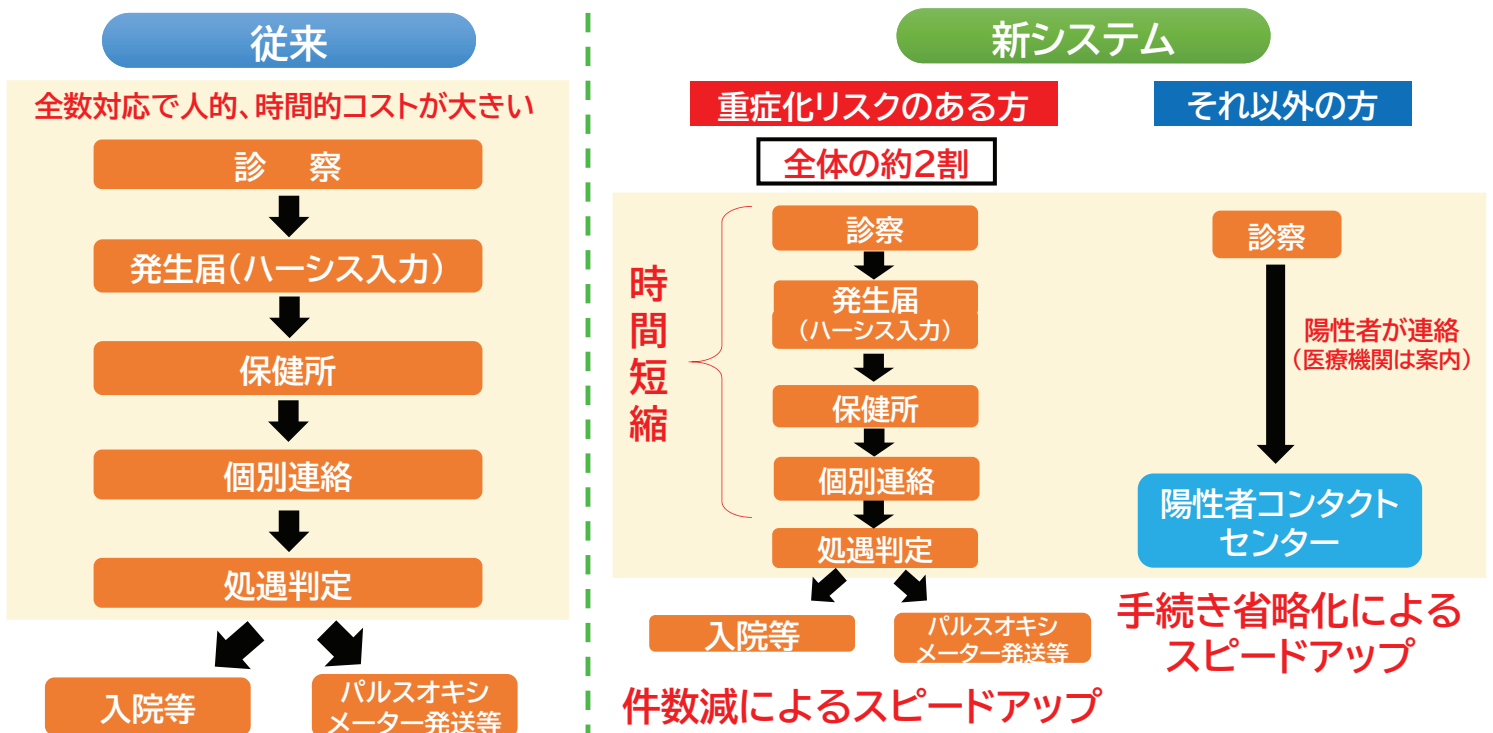 従来
全数対応で人的、時間的コストが大きい
診　察
発生届(ハーシス入力)
保健所
個別連絡
処遇判定
入院等
パルスオキシ
メーター発送等
新システム
重症化リスクのある方
全体の約2割
時間短縮
診察
発生届
(ハーシス入力)
保健所
個別連絡
処遇判定
入院等
パルスオキシ
メーター発送等
件数減によるスピードアップ
それ以外の方
診察
陽性者が連絡
(医療機関は案内)
陽性者コンタクト
センター
手続き省略化による
スピードアップ